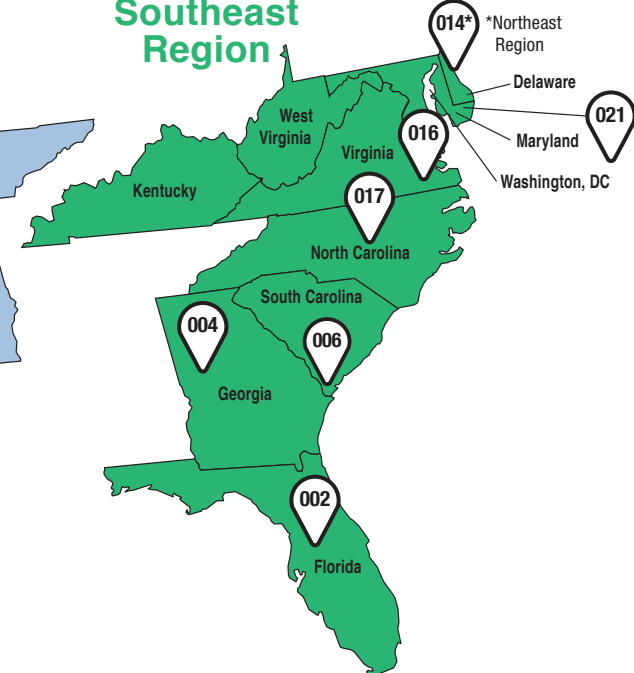 Southeast
Region
014*
*Northeast
Region
Delaware
021
West
Virginia
016
Maryland
Virginia
Washington, DC
Kentucky
017
North Carolina
South Carolina
004
006
Georgia
002
Florida